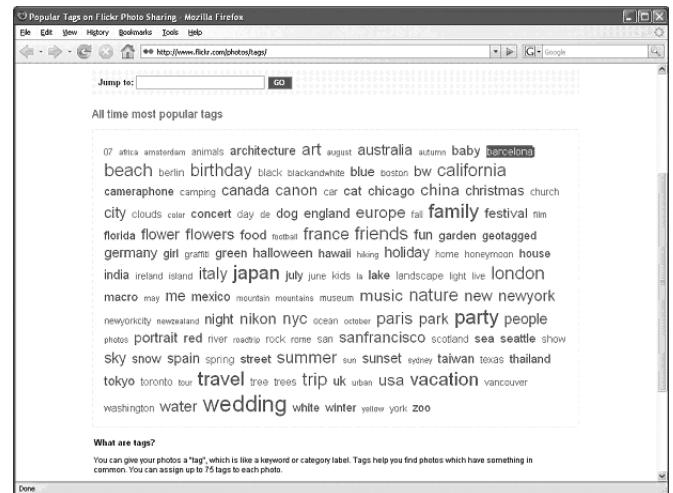 Popular Tags on Flickr Photo Sharing - Mozilla Firefox
File Edit View History Bookmarks Tools Help
http://www.flickr.com/photos/tags/ G Google
Jump to: GO
All time most popular tags
07 africa amsterdam animals architecture art august australia autumn baby barcelona
beach berlin birthday black blackandwhite blue boston bw california
cameraphone camping canada canon car cat chicago china christmas church
city clouds color concert day de dog england europe fall family festival film
florida flower flowers food football france friends fun garden geotagged
germany girl graffiti green halloween hawaii hiking holiday home honeymoon house
india ireland island italy japan july june kids la lake landscape light live london
macro may me mexico mountain mountains museum music nature new newyork
newyorkcity newzealand night nikon nyc ocean october paris park party people
photos portrait red river roadtrip rock rome san sanfrancisco scotland sea seattle show
sky snow spain spring street summer sun sunset sydney taiwan texas thailand
tokyo toronto tour travel tree trees trip uk urban usa vacation vancouver
washington water wedding white winter yellow york zoo
What are tags?
You can give your photos a "tag", which is like a keyword or category label. Tags help you find photos which have something in
common. You can assign up to 75 tags to each photo.
Done